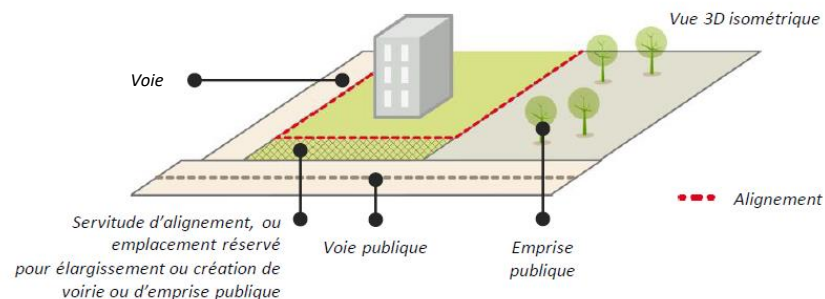 Vue 3D isométrique
Voie
Alignement
Servitude d’alignement, ou
emplacement réservé
pour élargissement ou création de
voirie ou d’emprise publique
Voie publique
Emprise
publique